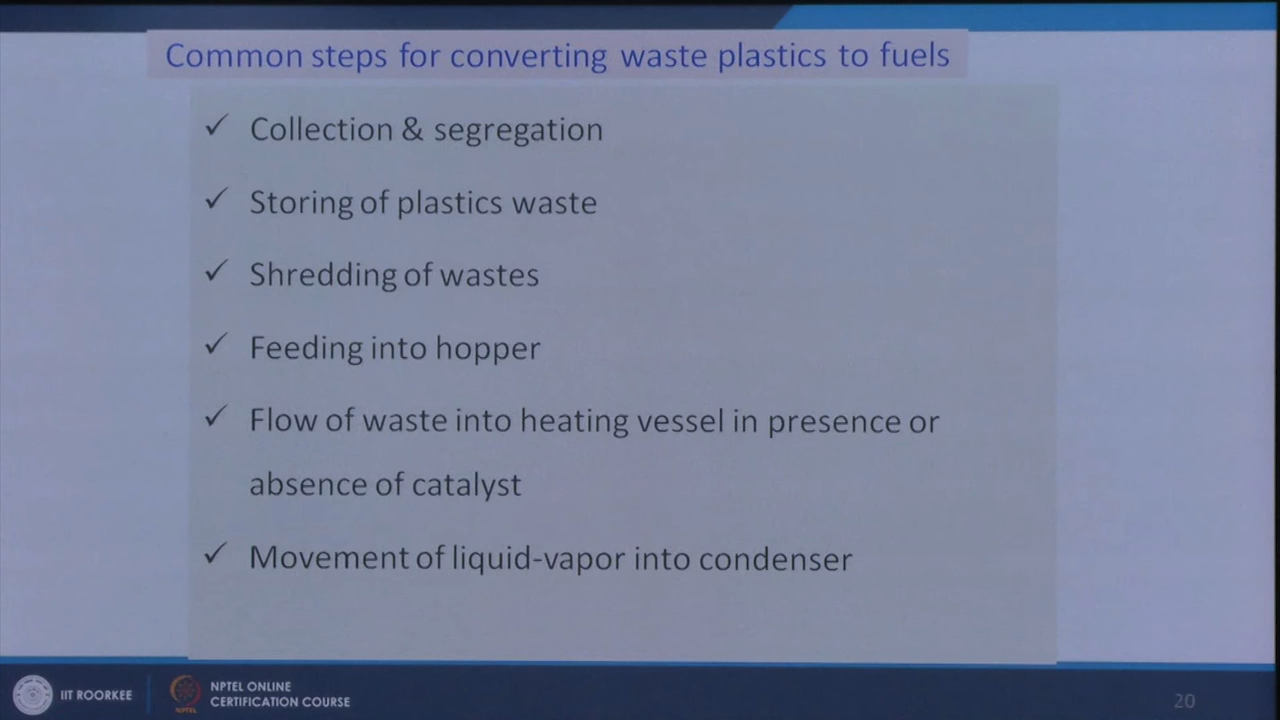 Common steps for converting waste plastics to fuels
✓ Collection & segregation
✓ Storing of plastics waste
✓ Shredding of wastes
✓ Feeding into hopper
✓ Flow of waste into heating vessel in presence or
absence of catalyst
✓ Movement of liquid-vapor into condenser
IIT ROORKEE
NPTEL
NPTEL ONLINE
CERTIFICATION COURSE
20